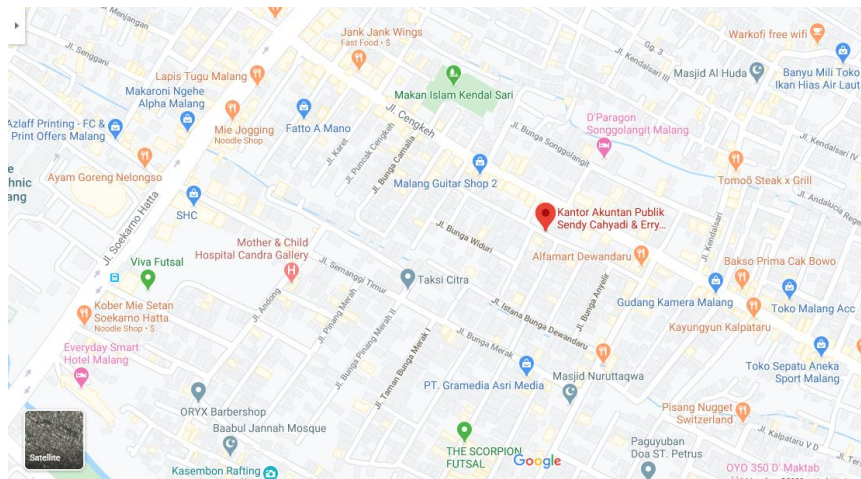 Warkofi free wifi
Jank Jank Wings
Fast Food • $
Gg. 3
Jl. Kendalsari III
Masjid Al Huda
Banyu Mili Toko
Ikan Hias Air Laut
Jl. Senggani
Lapis Tugu Malang
Makaroni Ngehe
Alpha Malang
Makan Islam Kendal Sari
Jl. Cengkeh
D'Paragon
Songgolangit Malang
Azlaff Printing - FC &
Print Offers Malang
Mie Jogging
Noodle Shop
Fatto A Mano
Jl. Karet
Jl. Puncak Cengkeh
Jl. Bunga Camalia
Jl. Bunga Songgolangit
Jl. Kendalsari IV
Ayam Goreng Nelongso
Malang Guitar Shop 2
Tomoō Steak x Grill
Jl. Andalucia Rege
SHC
Jl. Soekarno Hatta
Kantor Akuntan Publik
Sendy Cahyadi & Erry...
Jl. Kendalsari
Jl. Bunga Widuri
Mother & Child
Hospital Candra Gallery
Viva Futsal
Alfamart Dewandaru
Bakso Prima Cak Bowo
Jl. Semanggi Timur
Taksi Citra
Jl. Bunga Anyelir
Gudang Kamera Malang
Toko Malang Acc
Kober Mie Setan
Soekarno Hatta
Noodle Shop • $
Jl. Andong
Jl. Pinang Merah
Jl. Bunga Pinang Merah II
Jl. Istana Bunga Dewandaru
Kayungyun Kalpataru
Everyday Smart
Hotel Malang
Jl. Taman Bunga Merak I
Jl. Bunga Merak
Toko Sepatu Aneka
Sport Malang
PT. Gramedia Asri Media
Masjid Nuruttaqwa
ORYX Barbershop
Baabul Jannah Mosque
Pisang Nugget
Switzerland
Jl. Kalpataru V D
THE SCORPION
FUTSAL
Google
Paguyuban
Doa ST. Petrus
Satellite
Kasembon Rafting
OYO 350 D' Maktab